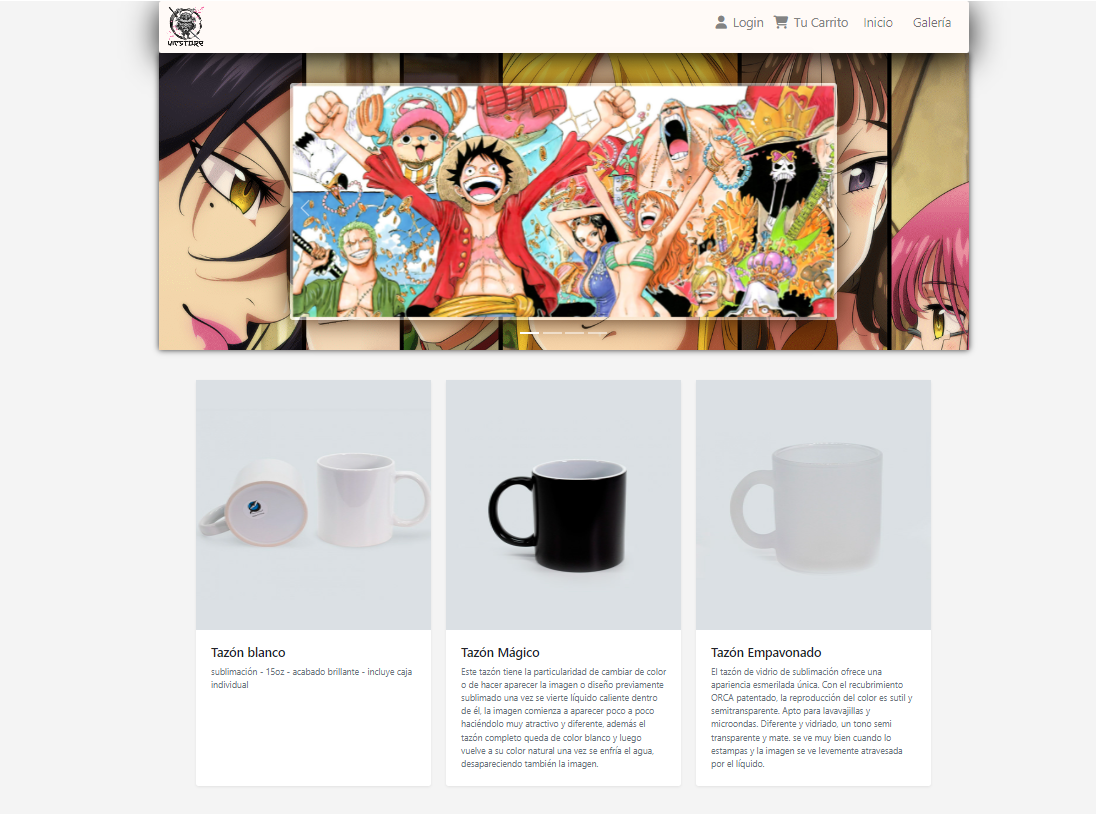 VKSTORE
Login
Tu Carrito
Inicio
Galería
Tazón blanco
sublimación - 15oz - acabado brillante - incluye caja
individual
Tazón Mágico
Este tazón tiene la particularidad de cambiar de color
o de hacer aparecer la imagen o diseño previamente
sublimado una vez se vierte líquido caliente dentro
de él, la imagen comienza a aparecer poco a poco
haciéndolo muy atractivo y diferente, además el
tazón completo queda de color blanco y luego
vuelve a su color natural una vez se enfría el agua,
desapareciendo también la imagen.
Tazón Empavonado
El tazón de vidrio de sublimación ofrece una
apariencia esmerilada única. Con el recubrimiento
ORCA patentado, la reproducción del color es sutil y
semitransparente. Apto para lavavajillas y
microondas. Diferente y vidriado, un tono semi
transparente y mate. se ve muy bien cuando lo
estampas y la imagen se ve levemente atravesada
por el líquido.